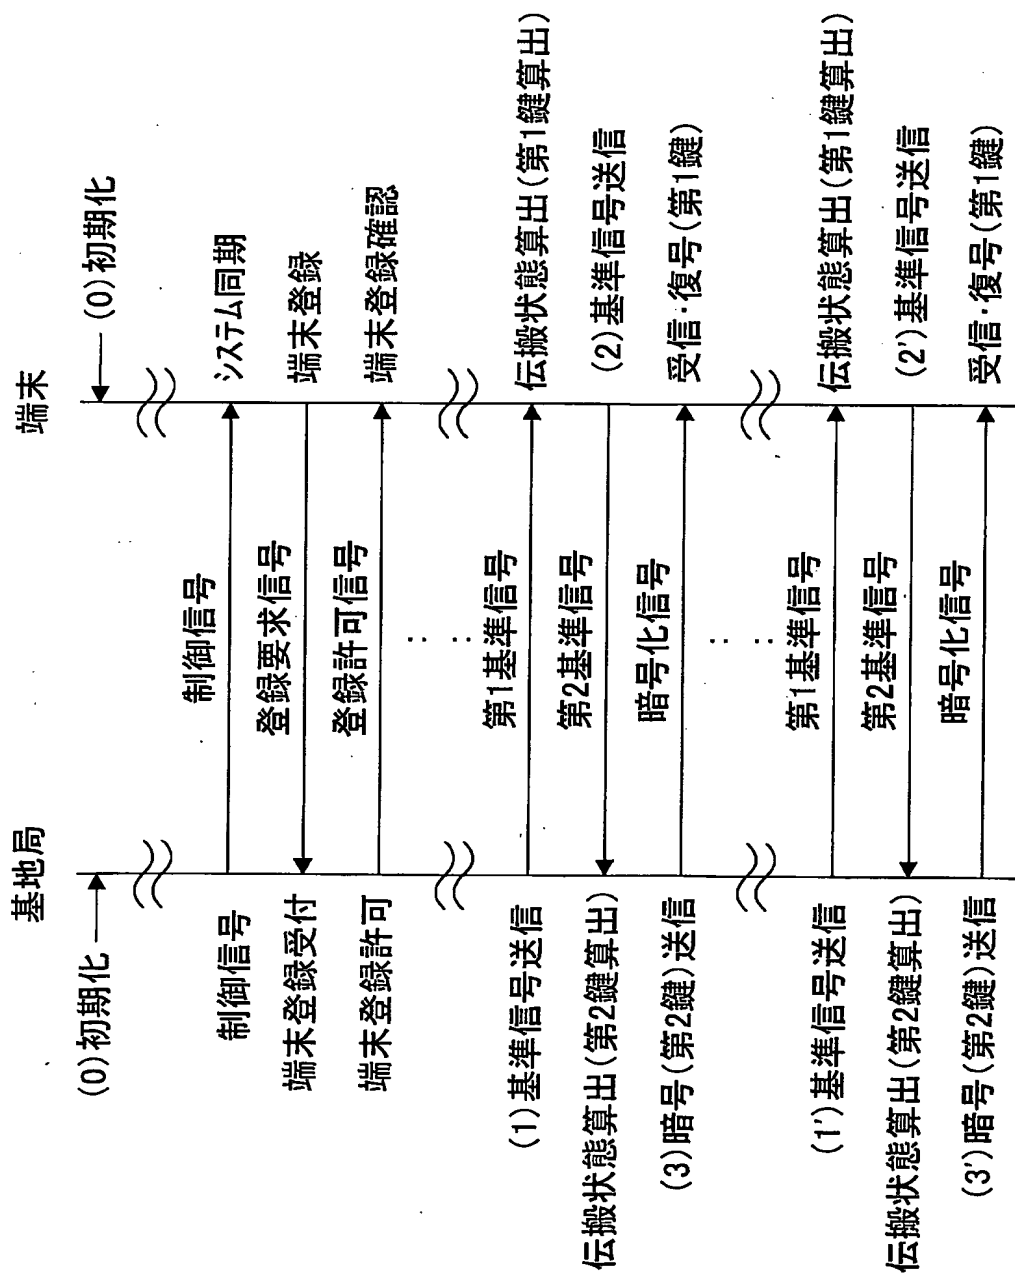 基地局
端末
(0)初期化
(0)初期化
制御信号
制御信号
システム同期
端末登録受付
登録要求信号
端末登録
端末登録許可
登録許可信号
端末登録確認
(1)基準信号送信
第1基準信号
伝搬状態算出(第1鍵算出)
伝搬状態算出(第2鍵算出)
第2基準信号
(2)基準信号送信
(3)暗号(第2鍵)送信
暗号化信号
受信・復号(第1鍵)
(1')基準信号送信
第1基準信号
伝搬状態算出(第1鍵算出)
伝搬状態算出(第2鍵算出)
第2基準信号
(2')基準信号送信
(3')暗号(第2鍵)送信
暗号化信号
受信・復号(第1鍵)